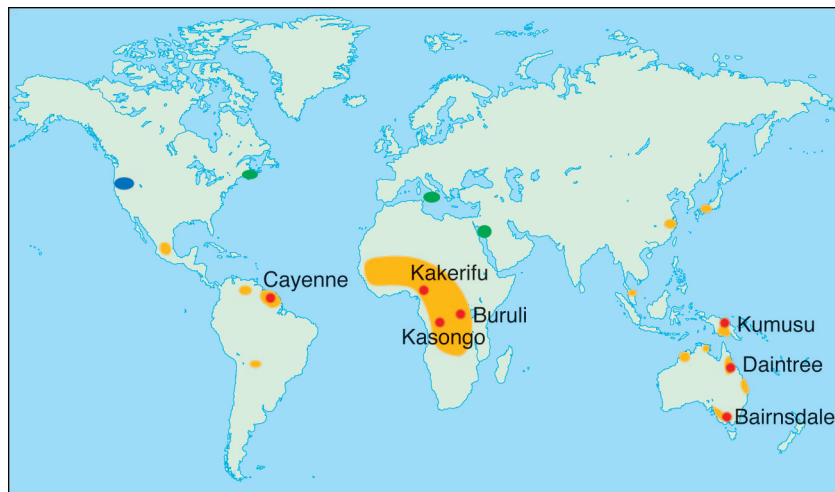 Kakerifu
Cayenne
Buruli
Kasongo
Kumusu
Daintree
Bairnsdale